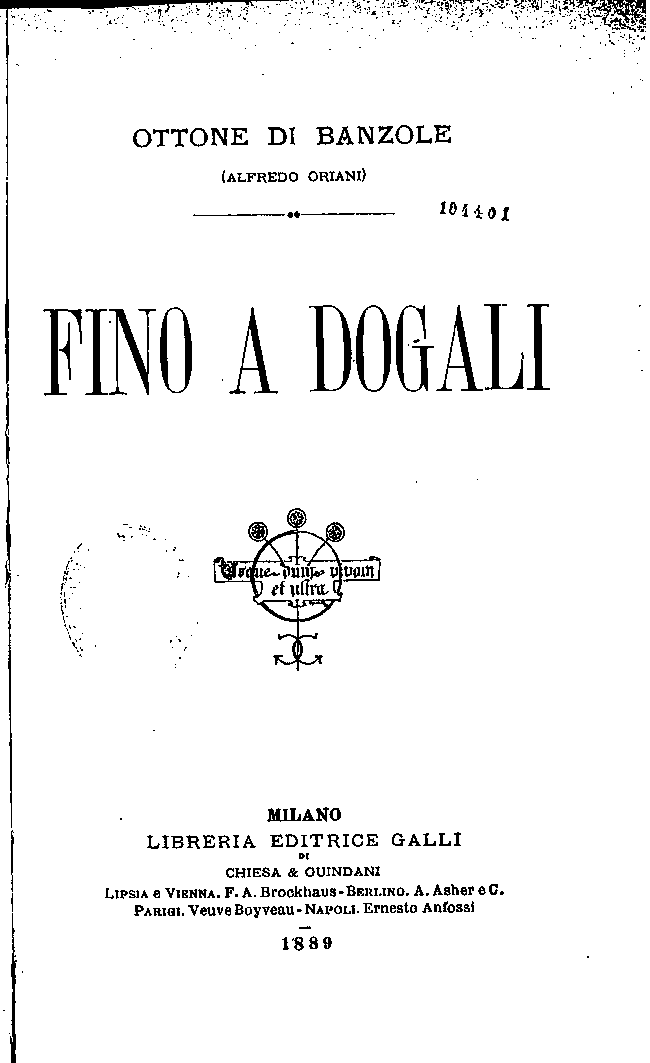 OTTONE DI BANZOLE
(ALFREDO ORIANI)
104401
FINO A DOGALI
Usque dum vivam
et ultra
MILANO
LIBRERIA EDITRICE GALLI
DI
CHIESA & GUINDANI
LIPSIA e VIENNA. F. A. Brockhaus - BERLINO. A. Asher e C.
PARIGI. Veuve Boyveau - NAPOLI. Ernesto Anfossi
1889